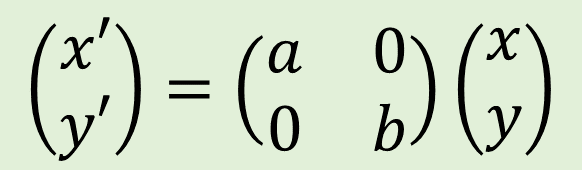 (x′ y′) = (a 0 0 b) (x y)